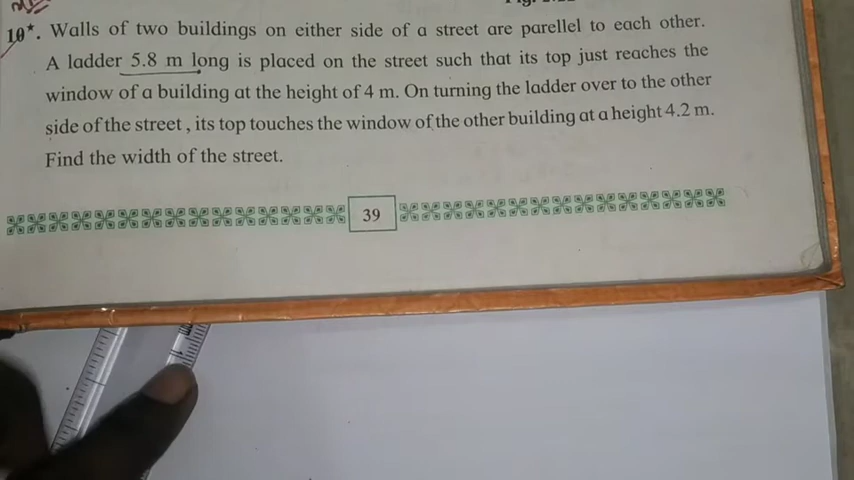 10*. Walls of two buildings on either side of a street are parellel to each other.
A ladder 5.8 m long is placed on the street such that its top just reaches the
window of a building at the height of 4 m. On turning the ladder over to the other
side of the street , its top touches the window of the other building at a height 4.2 m.
Find the width of the street.
39